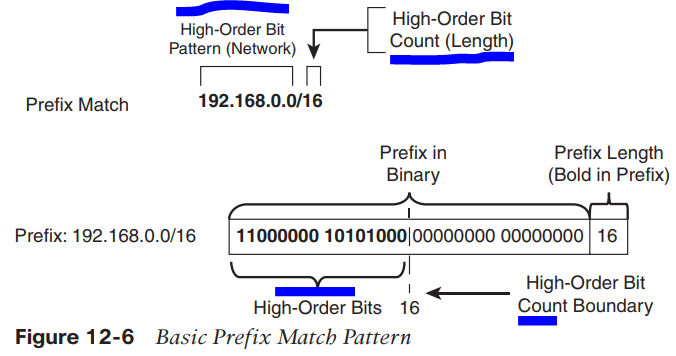 High-Order Bit
Pattern (Network)
High-Order Bit
Count (Length)
Prefix Match
192.168.0.0/16
Prefix in
Binary
Prefix Length
(Bold in Prefix)
Prefix: 192.168.0.0/16
11000000 10101000 00000000 00000000 16
High-Order Bits
16
High-Order Bit
Count Boundary
Figure 12-6 Basic Prefix Match Pattern